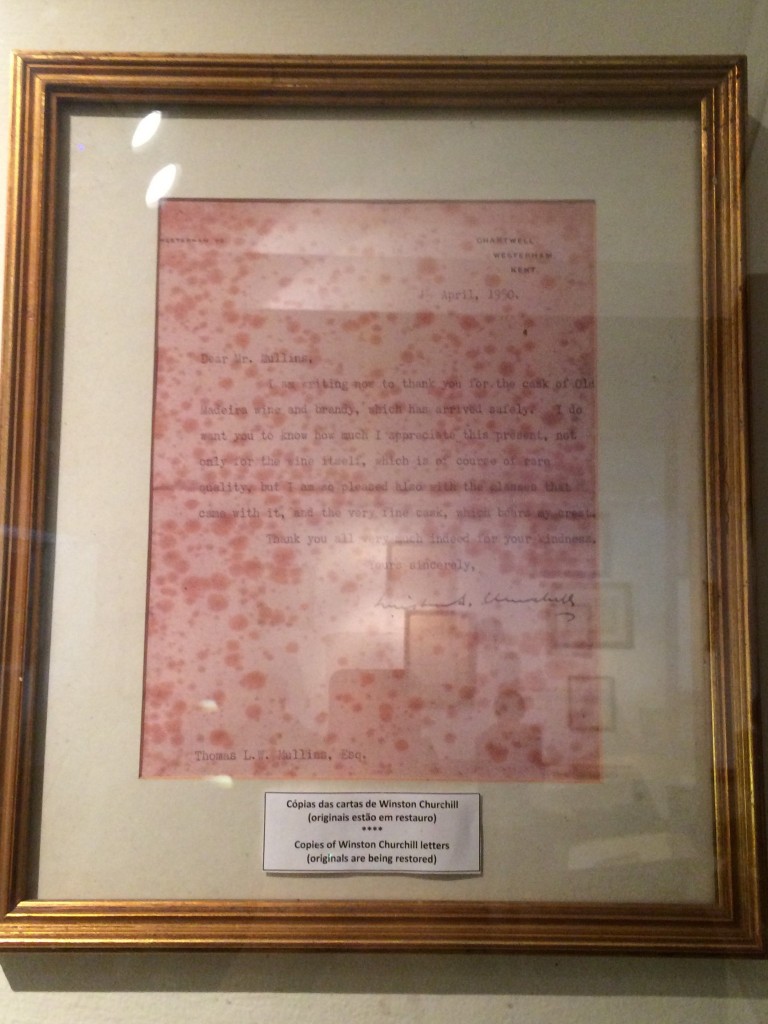 CHARTWELL
WESTERHAM
KENT.
April, 1950.
Dear Mr. Mullins,
I am writing now to thank you for the cask of Old
Madeira wine and brandy, which has arrived safely. I do
want you to know how much I appreciate this present, not
only for the wine itself, which is of course of rare
quality, but I am so pleased also with the glasses that
came with it, and the very fine cask, which bears my crest.
Thank you all very much indeed for your kindness.
Yours sincerely,
Winston S. Churchill
Thomas L.W. Mullins, Esq.
Cópias das cartas de Winston Churchill
(originais estão em restauro)
****
Copies of Winston Churchill letters
(originals are being restored)